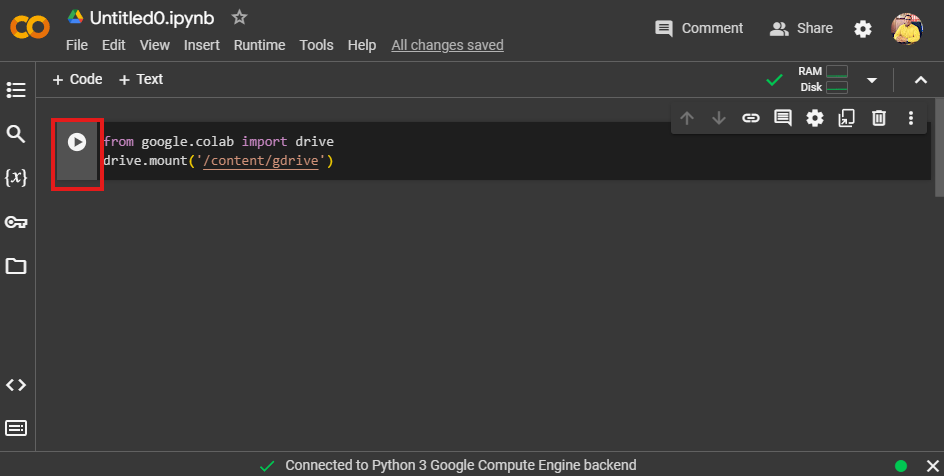 Untitled0.ipynb
File Edit View Insert Runtime Tools Help All changes saved
Comment Share
+ Code + Text
RAM
Disk
from google.colab import drive
drive.mount('/content/gdrive')
{x}
Connected to Python 3 Google Compute Engine backend